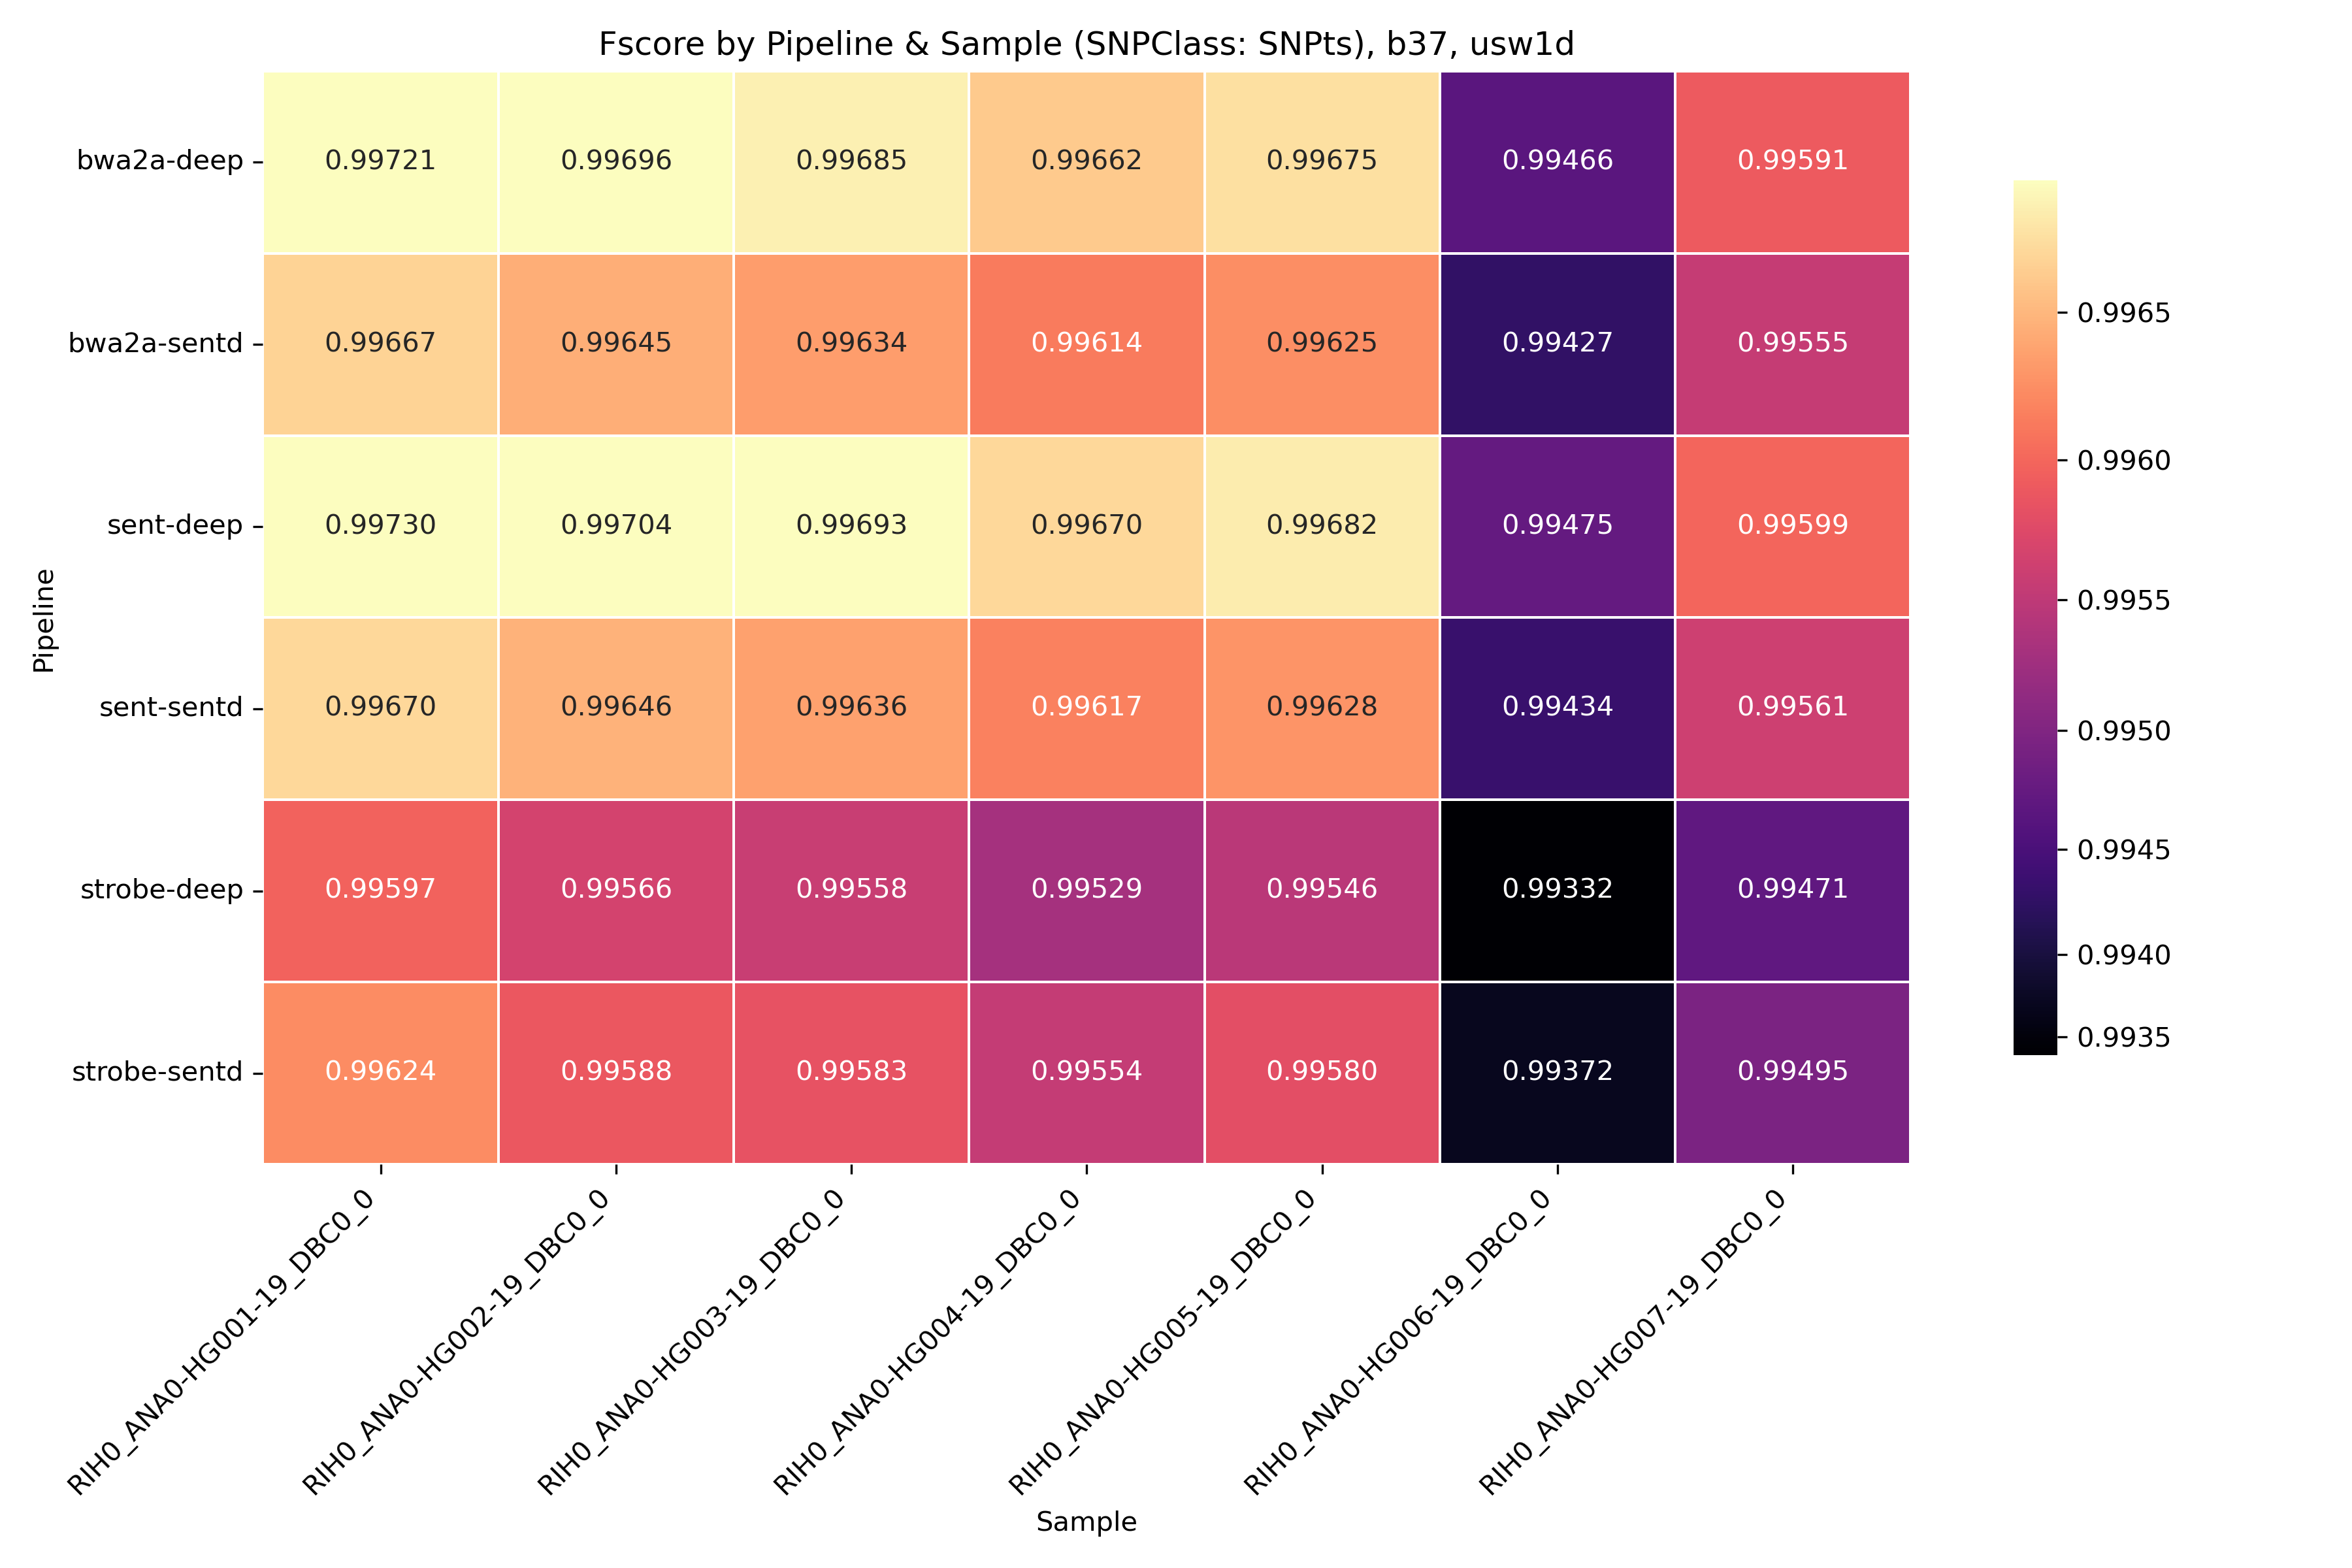 Fscore by Pipeline & Sample (SNPClass: SNPts), b37, usw1d
Pipeline
bwa2a-deep 0.99721 0.99696 0.99685 0.99662 0.99675 0.99466 0.99591
bwa2a-sentd 0.99667 0.99645 0.99634 0.99614 0.99625 0.99427 0.99555
sent-deep 0.99730 0.99704 0.99693 0.99670 0.99682 0.99475 0.99599
sent-sentd 0.99670 0.99646 0.99636 0.99617 0.99628 0.99434 0.99561
strobe-deep 0.99597 0.99566 0.99558 0.99529 0.99546 0.99332 0.99471
strobe-sentd 0.99624 0.99588 0.99583 0.99554 0.99580 0.99372 0.99495
RIH0_ANA0-HG001-19_DBC0_0
RIH0_ANA0-HG002-19_DBC0_0
RIH0_ANA0-HG003-19_DBC0_0
RIH0_ANA0-HG004-19_DBC0_0
RIH0_ANA0-HG005-19_DBC0_0
RIH0_ANA0-HG006-19_DBC0_0
RIH0_ANA0-HG007-19_DBC0_0
Sample
0.9965
0.9960
0.9955
0.9950
0.9945
0.9940
0.9935